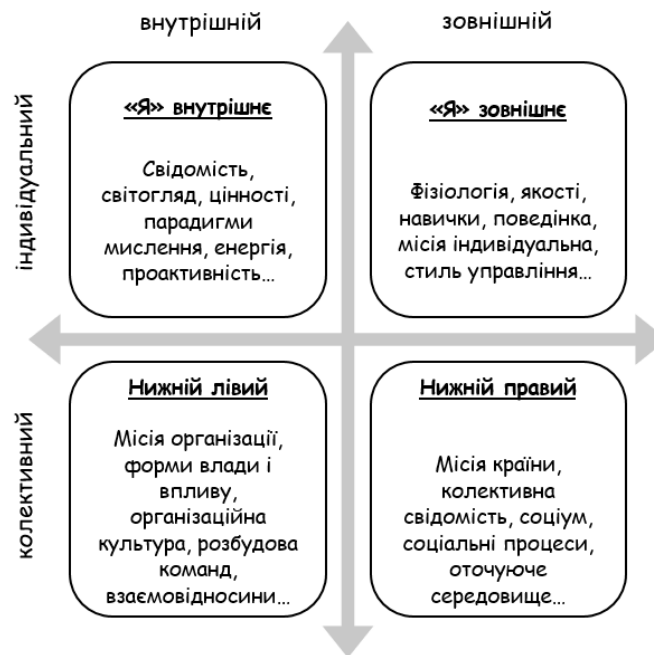 внутрішній
зовнішній
індивідуальний
«Я» внутрішнє
Свідомість,
світогляд, цінності,
парадигми
мислення, енергія,
проактивність…
«Я» зовнішнє
Фізіологія, якості,
навички, поведінка,
місія індивідуальна,
стиль управління…
колективний
Нижній лівий
Місія організації,
форми влади і
впливу,
організаційна
культура, розбудова
команд,
взаємовідносини…
Нижній правий
Місія країни,
колективна
свідомість, соціум,
соціальні процеси,
оточуюче
середовище…